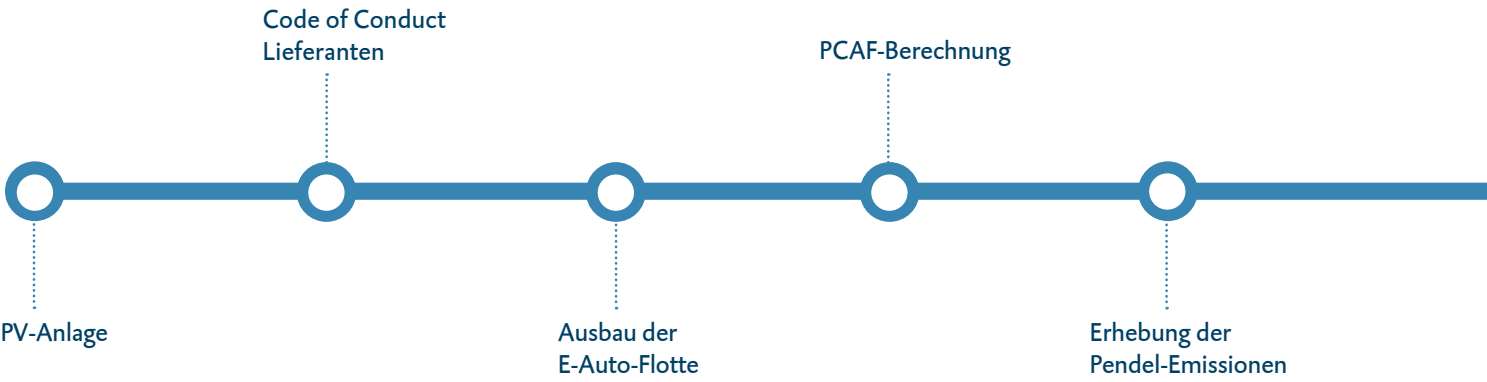 Code of Conduct
Lieferanten
PCAF-Berechnung
PV-Anlage
Ausbau der
E-Auto-Flotte
Erhebung der
Pendel-Emissionen